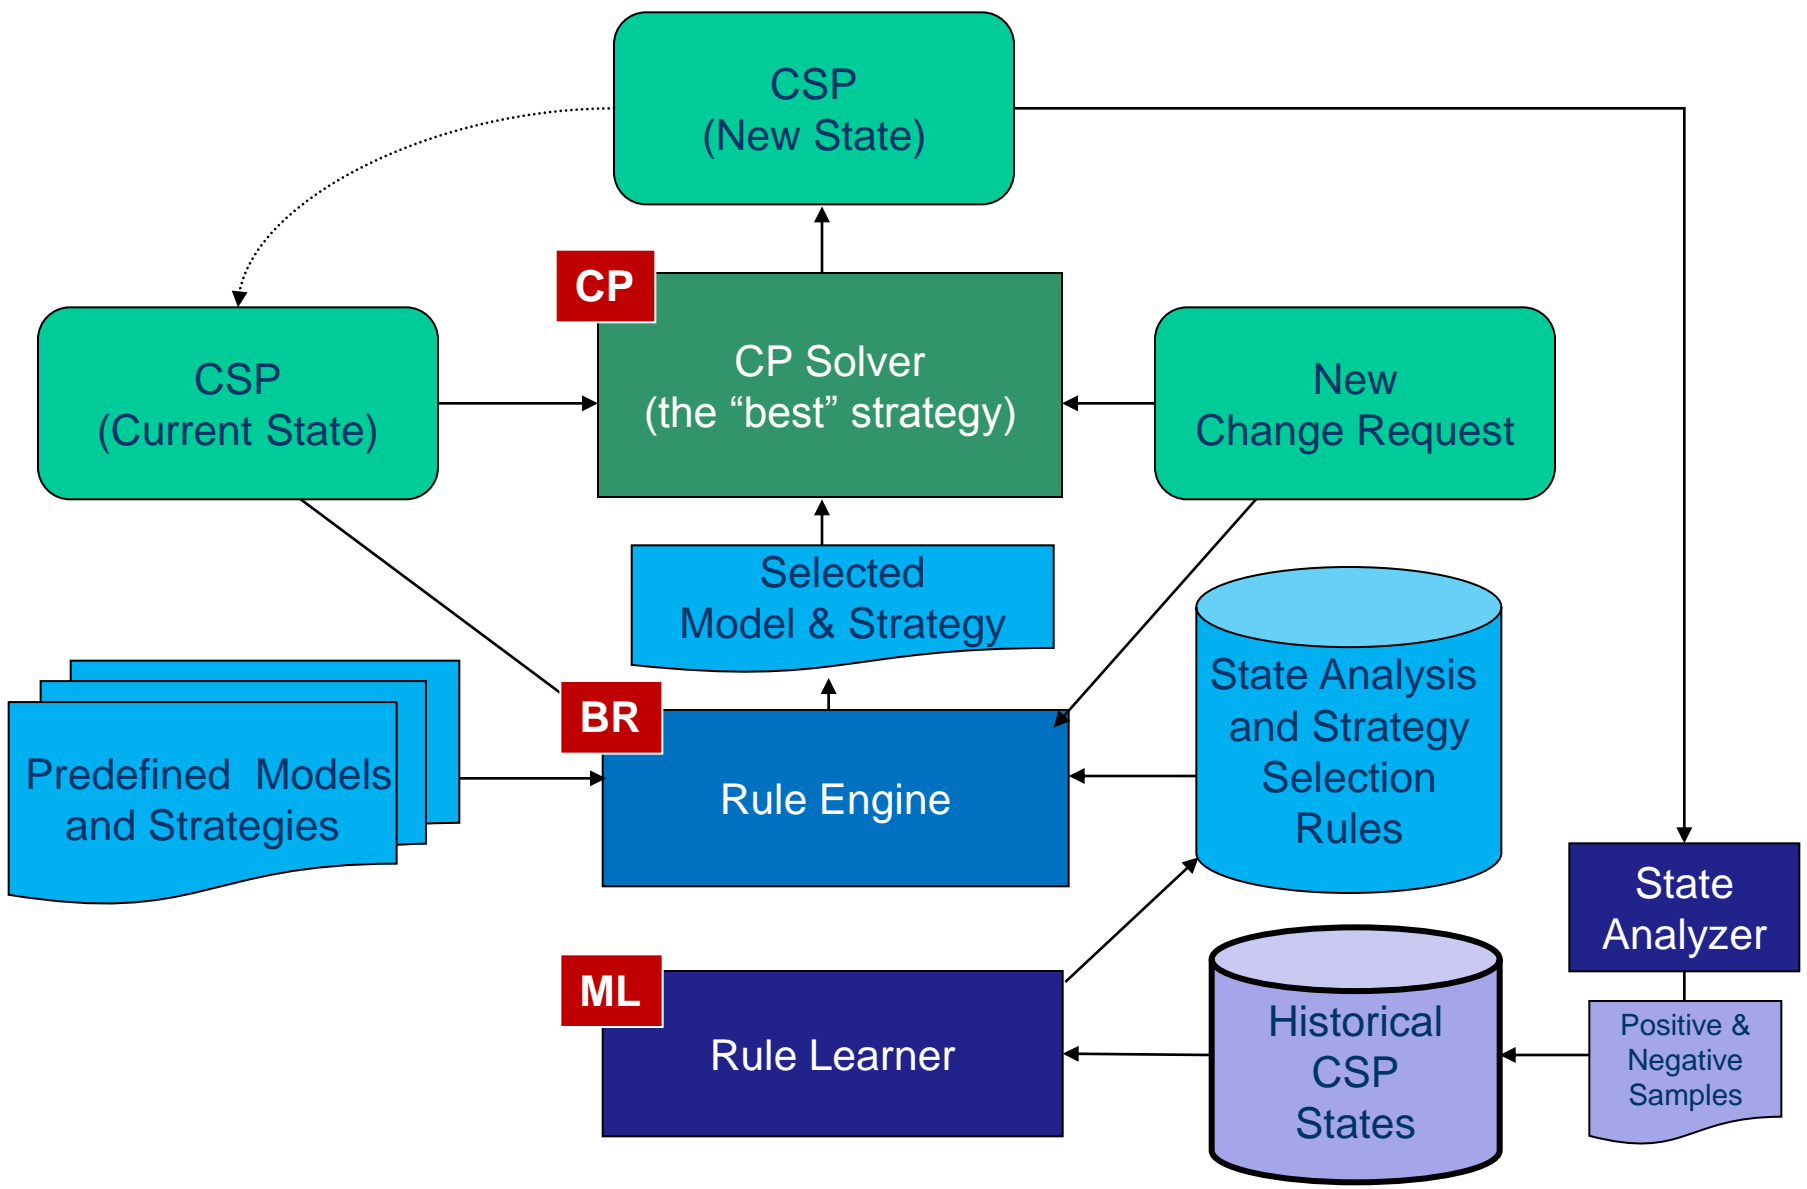 CSP
(New State)
CP
CSP
(Current State)
CP Solver
(the “best” strategy)
New
Change Request
Selected
Model & Strategy
State Analysis
and Strategy
Selection
Rules
BR
Predefined Models
and Strategies
Rule Engine
State
Analyzer
ML
Rule Learner
Historical
CSP
States
Positive &
Negative
Samples